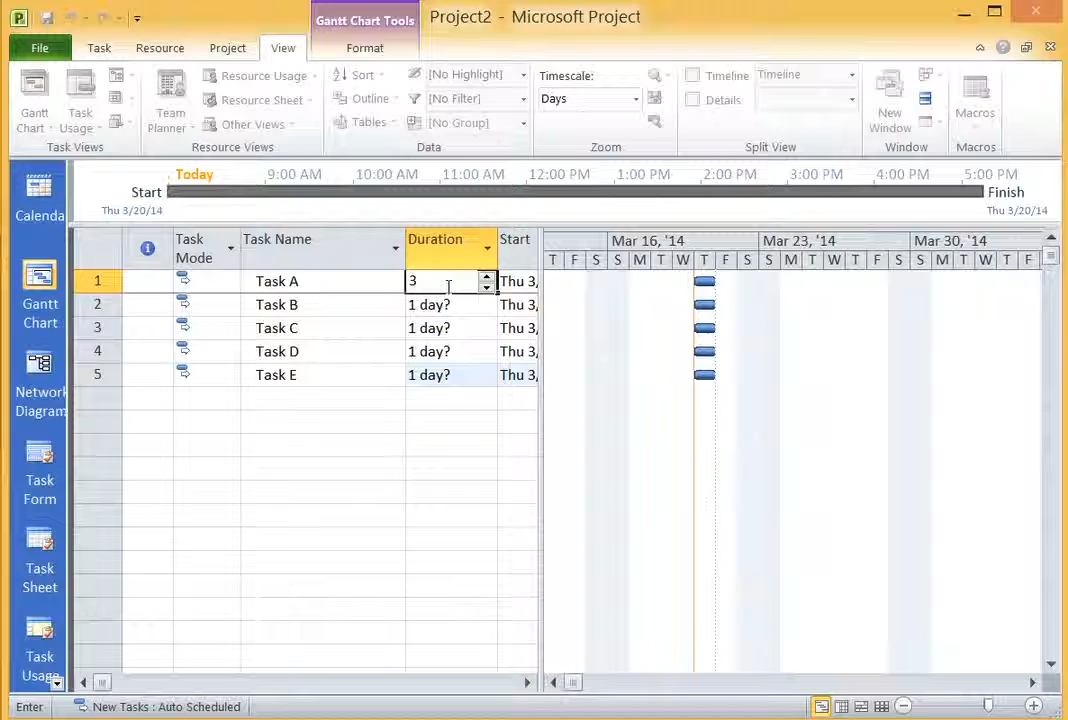 P
Gantt Chart Tools
Project2 - Microsoft Project
File
Task
Resource
Project
View
Format
Gantt
Chart
Task
Usage
Task Views
Team
Planner
Resource Usage
Resource Sheet
Other Views
Resource Views
Sort
Outline
Tables
[No Highlight]
[No Filter]
[No Group]
Data
Timescale:
Days
Zoom
Timeline
Timeline
Details
Split View
New
Window
Window
Macros
Macros
Today
9:00 AM
10:00 AM
11:00 AM
12:00 PM
1:00 PM
2:00 PM
3:00 PM
4:00 PM
5:00 PM
Start
Thu 3/20/14
Finish
Thu 3/20/14
Calenda
Gantt
Chart
Network
Diagram
Task
Form
Task
Sheet
Task
Usage
Task
Mode
Task Name
Duration
Start
Mar 16, '14
Mar 23, '14
Mar 30, '14
T F S S M T W T F S S M T W T F S S M T W T F
1 Task A 3 Thu 3,
2 Task B 1 day? Thu 3,
3 Task C 1 day? Thu 3,
4 Task D 1 day? Thu 3,
5 Task E 1 day? Thu 3,
Enter
New Tasks : Auto Scheduled